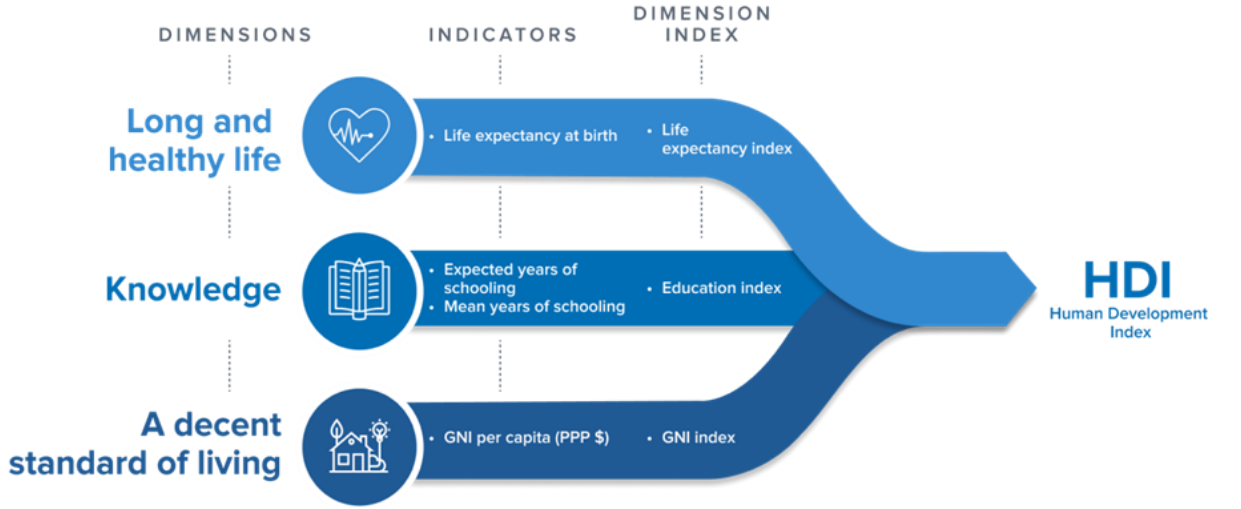 DIMENSIONS
INDICATORS
DIMENSION
INDEX
Long and
healthy life
• Life expectancy at birth
• Life
expectancy index
Knowledge
• Expected years of
schooling
• Mean years of schooling
• Education index
A decent
standard of living
• GNI per capita (PPP $)
• GNI index
HDI
Human Development
Index